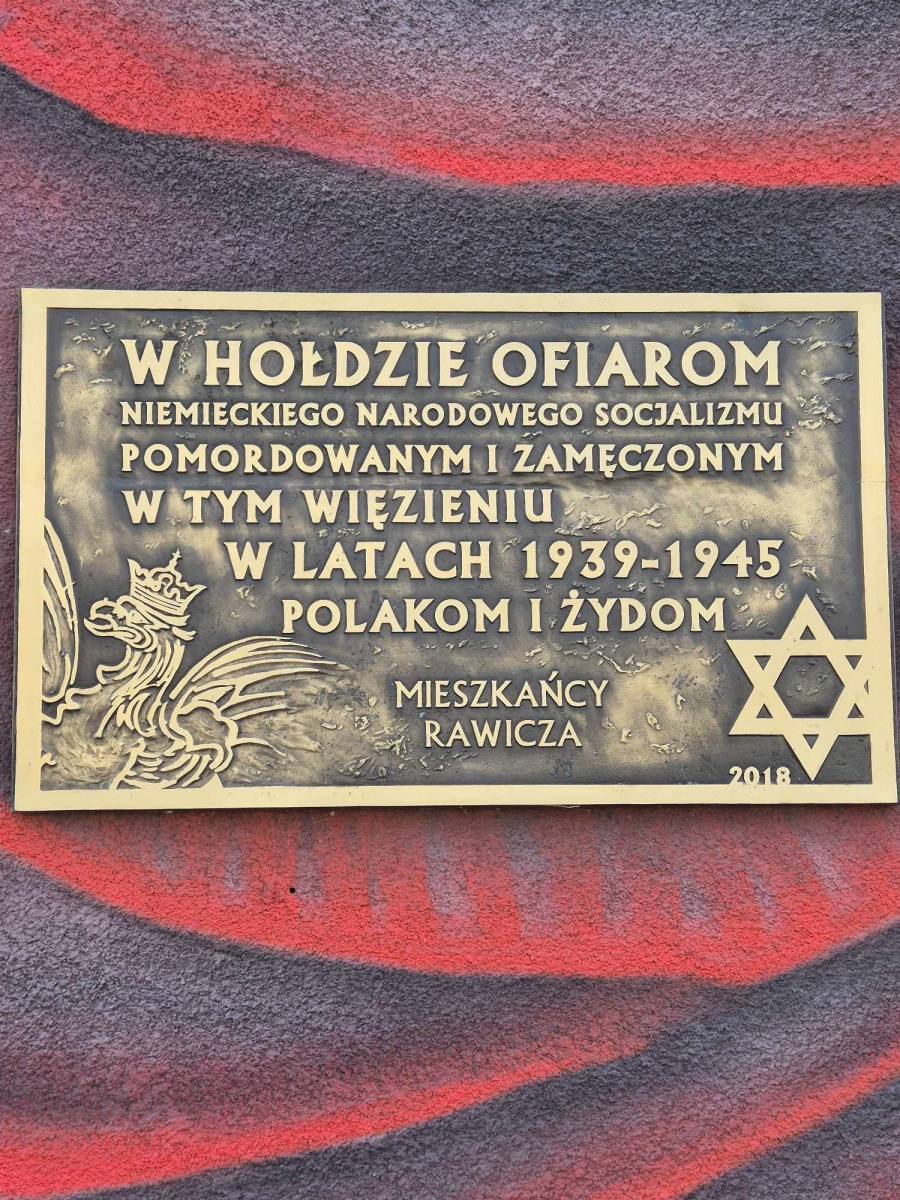 W HOŁDZIE OFIAROM
NIEMIECKIEGO NARODOWEGO SOCJALIZMU
POMORDOWANYM I ZAMĘCZONYM
W TYM WIĘZIENIU
W LATACH 1939-1945
POLAKOM I ŻYDOM
MIESZKAŃCY
RAWICZA
2018